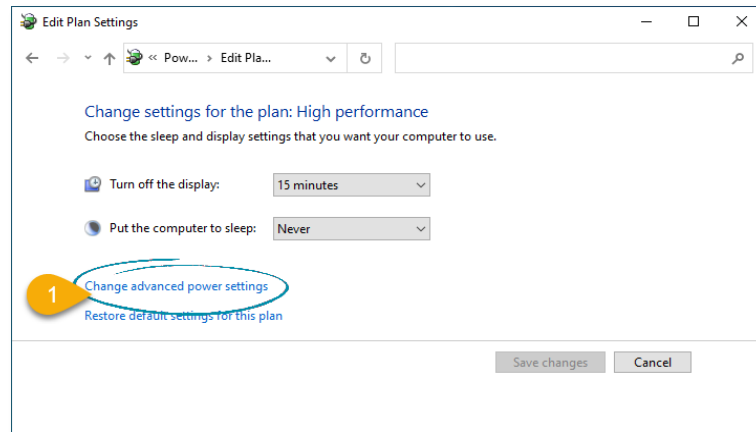 Edit Plan Settings
« Pow... › Edit Pla...
Change settings for the plan: High performance
Choose the sleep and display settings that you want your computer to use.
Turn off the display: 15 minutes
Put the computer to sleep: Never
1 Change advanced power settings
Restore default settings for this plan
Save changes Cancel